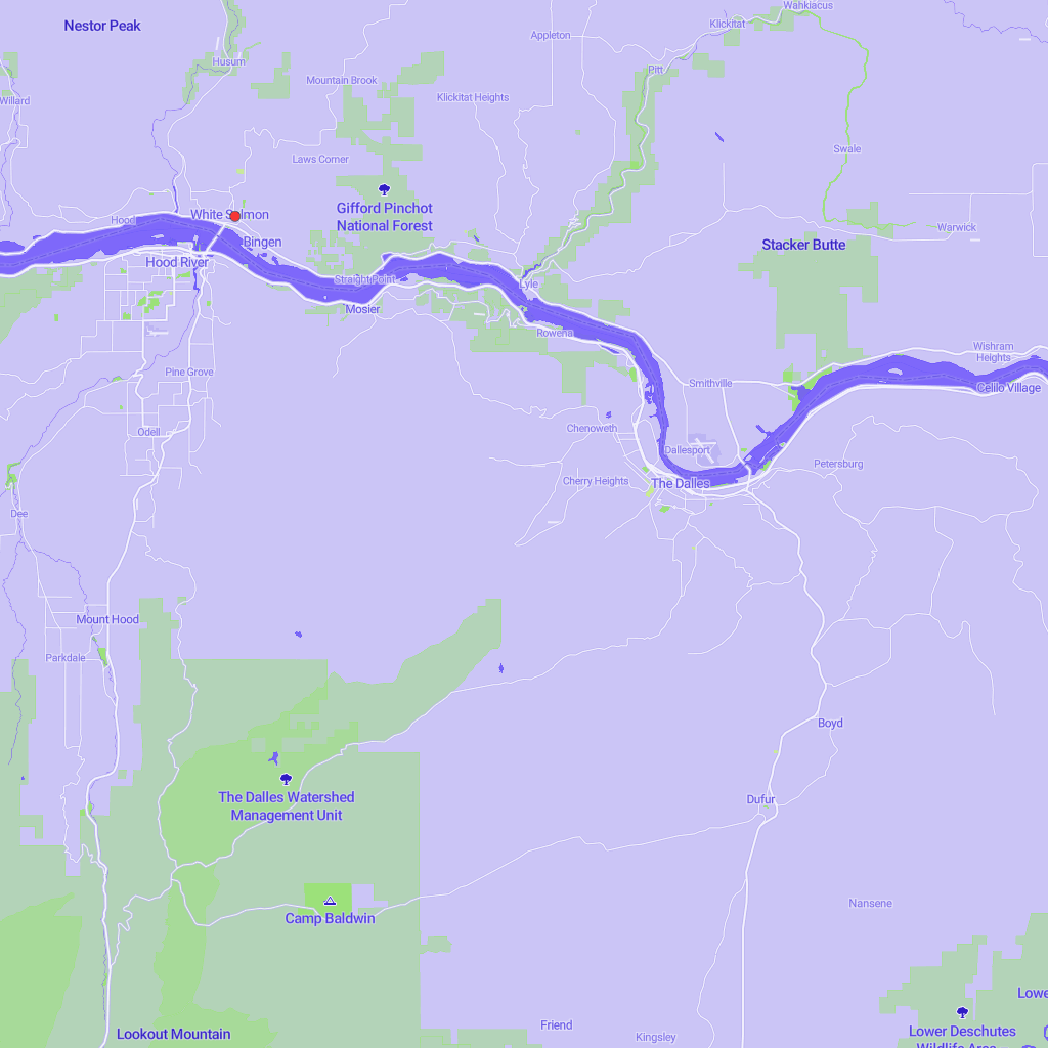 Wahkiacus
Klickitat
Nestor Peak
Appleton
Husum
Pitt
Mountain Brook
Klickitat Heights
Willard
Swale
Laws Corner
Gifford Pinchot
National Forest
White Salmon
Hood
Warwick
Bingen
Stacker Butte
Hood River
Straight Point
Lyle
Mosier
Rowena
Wishram
Heights
Pine Grove
Smithville
Celilo Village
Chenoweth
Odell
Dallesport
Petersburg
Cherry Heights
The Dalles
Dee
Mount Hood
Parkdale
Boyd
The Dalles Watershed
Management Unit
Dufur
Nansene
Camp Baldwin
Lowe
Friend
Lookout Mountain
Kingsley
Lower Deschutes
Wildlife Area